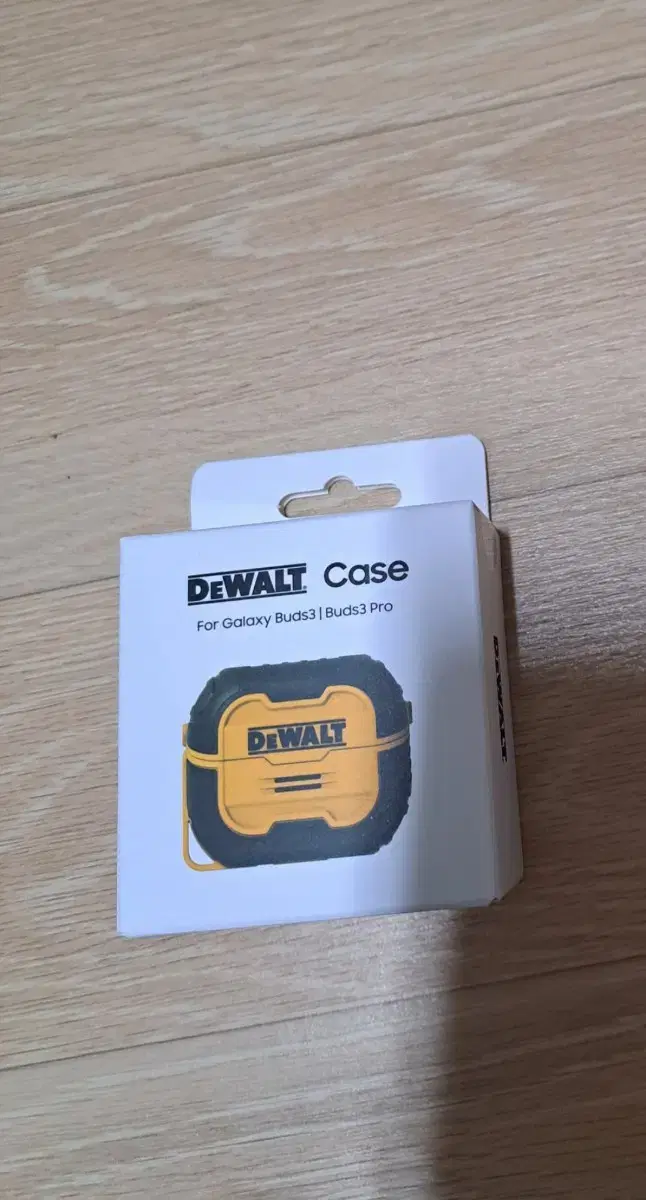 DEWALT Case
For Galaxy Buds3 | Buds3 Pro
DEWALT
DEWALT